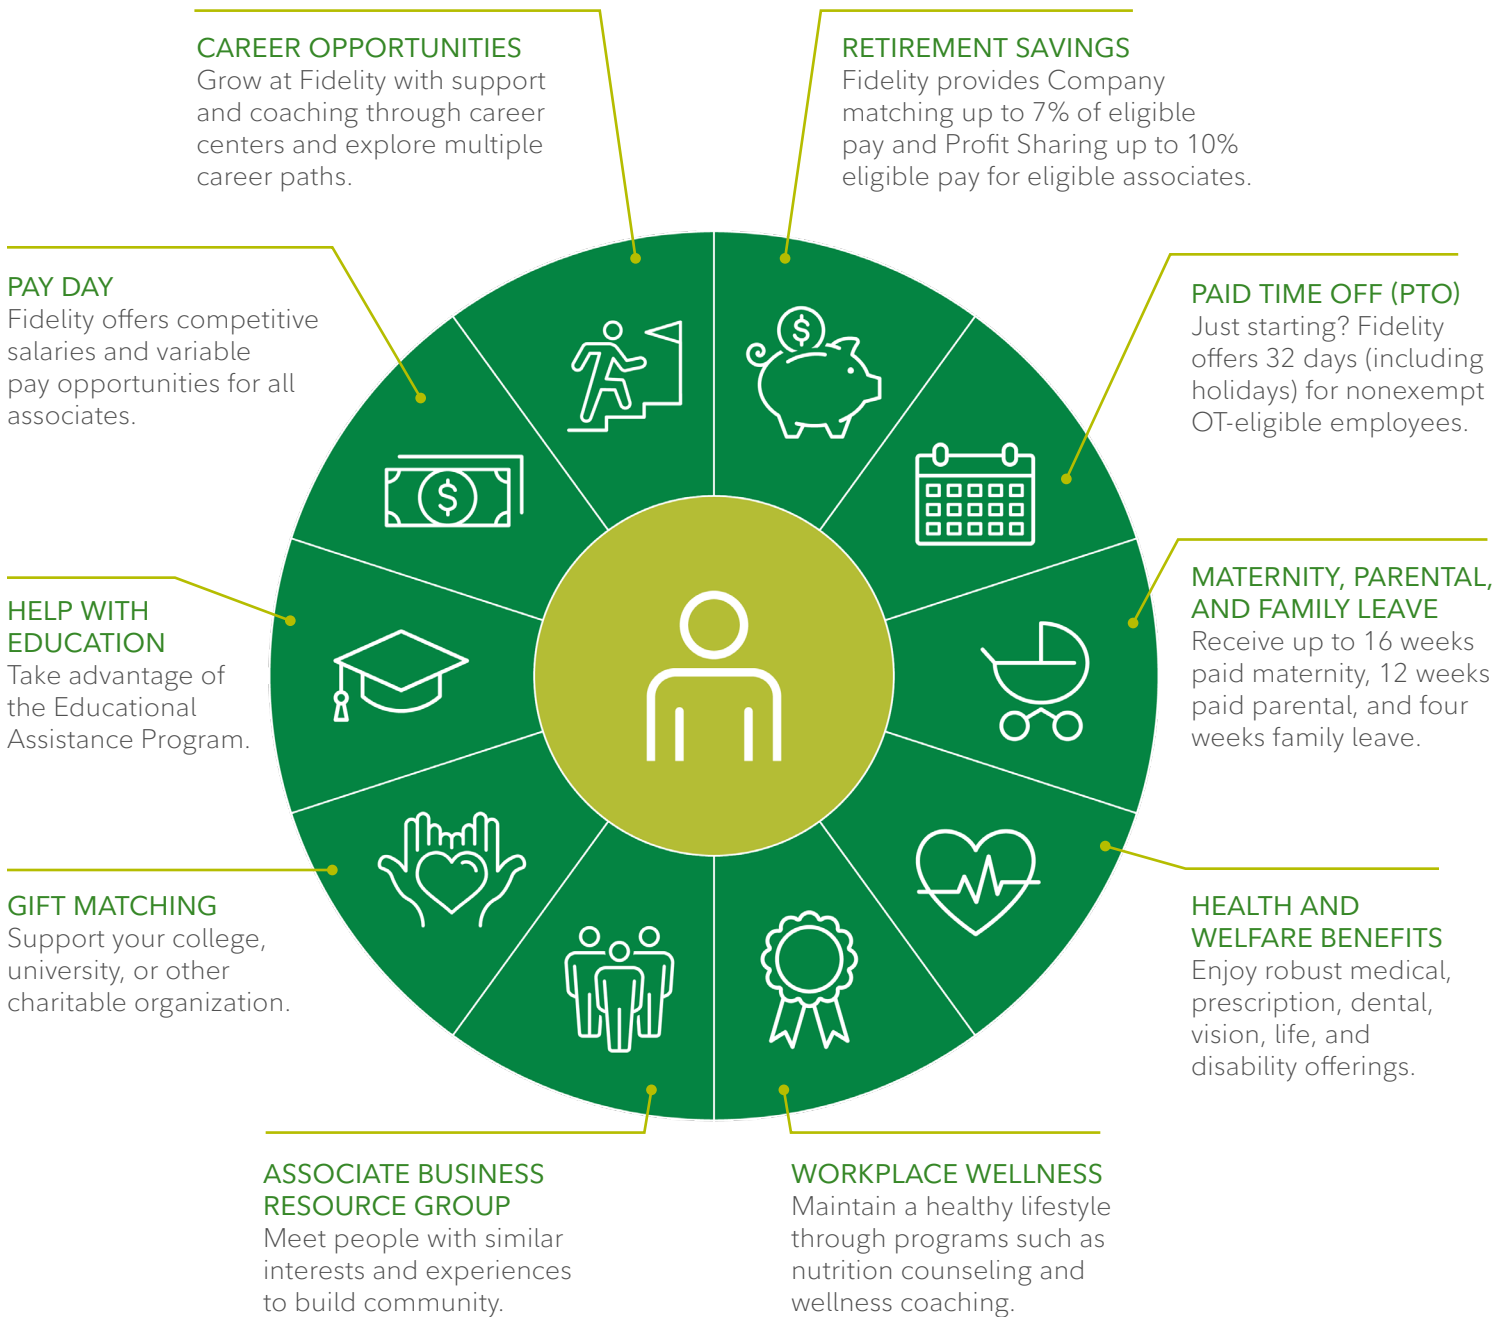 CAREER OPPORTUNITIES
Grow at Fidelity with support
and coaching through career
centers and explore multiple
career paths.
RETIREMENT SAVINGS
Fidelity provides Company
matching up to 7% of eligible
pay and Profit Sharing up to 10%
eligible pay for eligible associates.
PAY DAY
Fidelity offers competitive
salaries and variable
pay opportunities for all
associates.
PAID TIME OFF (PTO)
Just starting? Fidelity
offers 32 days (including
holidays) for nonexempt
OT-eligible employees.
HELP WITH
EDUCATION
Take advantage of
the Educational
Assistance Program.
MATERNITY, PARENTAL,
AND FAMILY LEAVE
Receive up to 16 weeks
paid maternity, 12 weeks
paid parental, and four
weeks family leave.
GIFT MATCHING
Support your college,
university, or other
charitable organization.
HEALTH AND
WELFARE BENEFITS
Enjoy robust medical,
prescription, dental,
vision, life, and
disability offerings.
ASSOCIATE BUSINESS
RESOURCE GROUP
Meet people with similar
interests and experiences
to build community.
WORKPLACE WELLNESS
Maintain a healthy lifestyle
through programs such as
nutrition counseling and
wellness coaching.
$
$